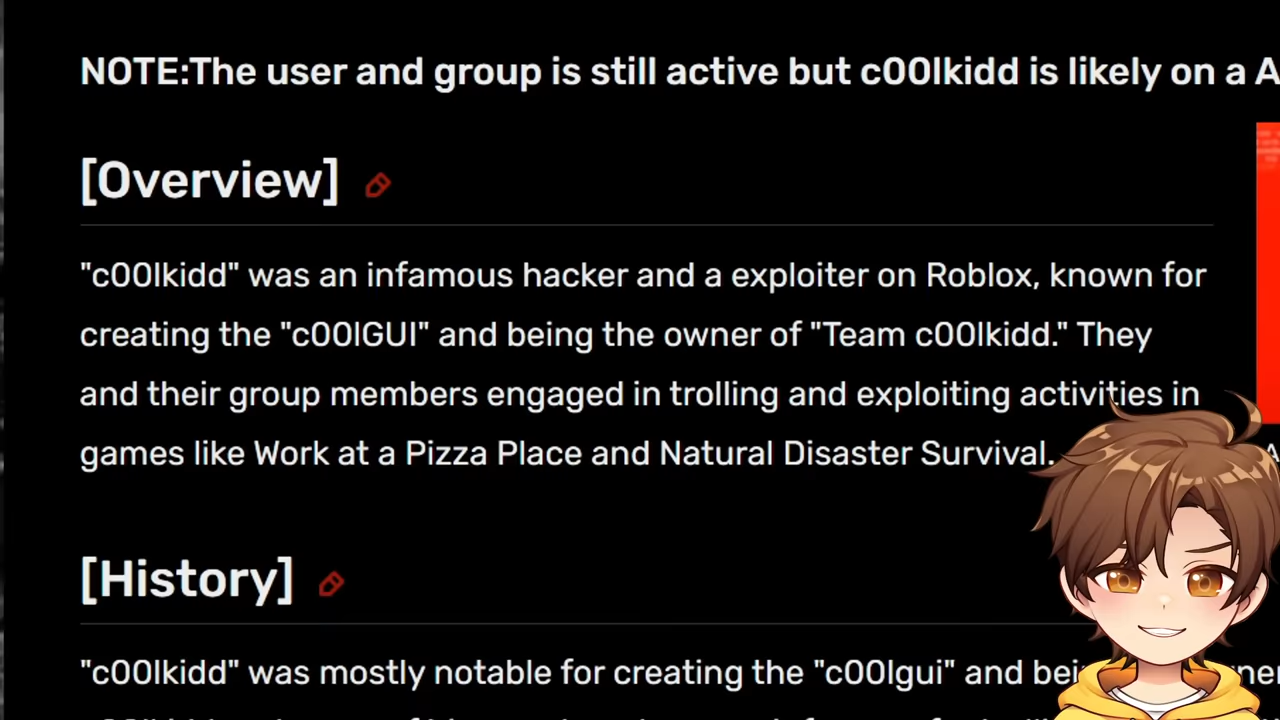 NOTE:The user and group is still active but c00lkidd is likely on a A
[Overview]
"c00lkidd" was an infamous hacker and a exploiter on Roblox, known for
creating the "c00lGUI" and being the owner of "Team c00lkidd." They
and their group members engaged in trolling and exploiting activities in
games like Work at a Pizza Place and Natural Disaster Survival.
[History]
"c00lkidd" was mostly notable for creating the "c00lgui" and